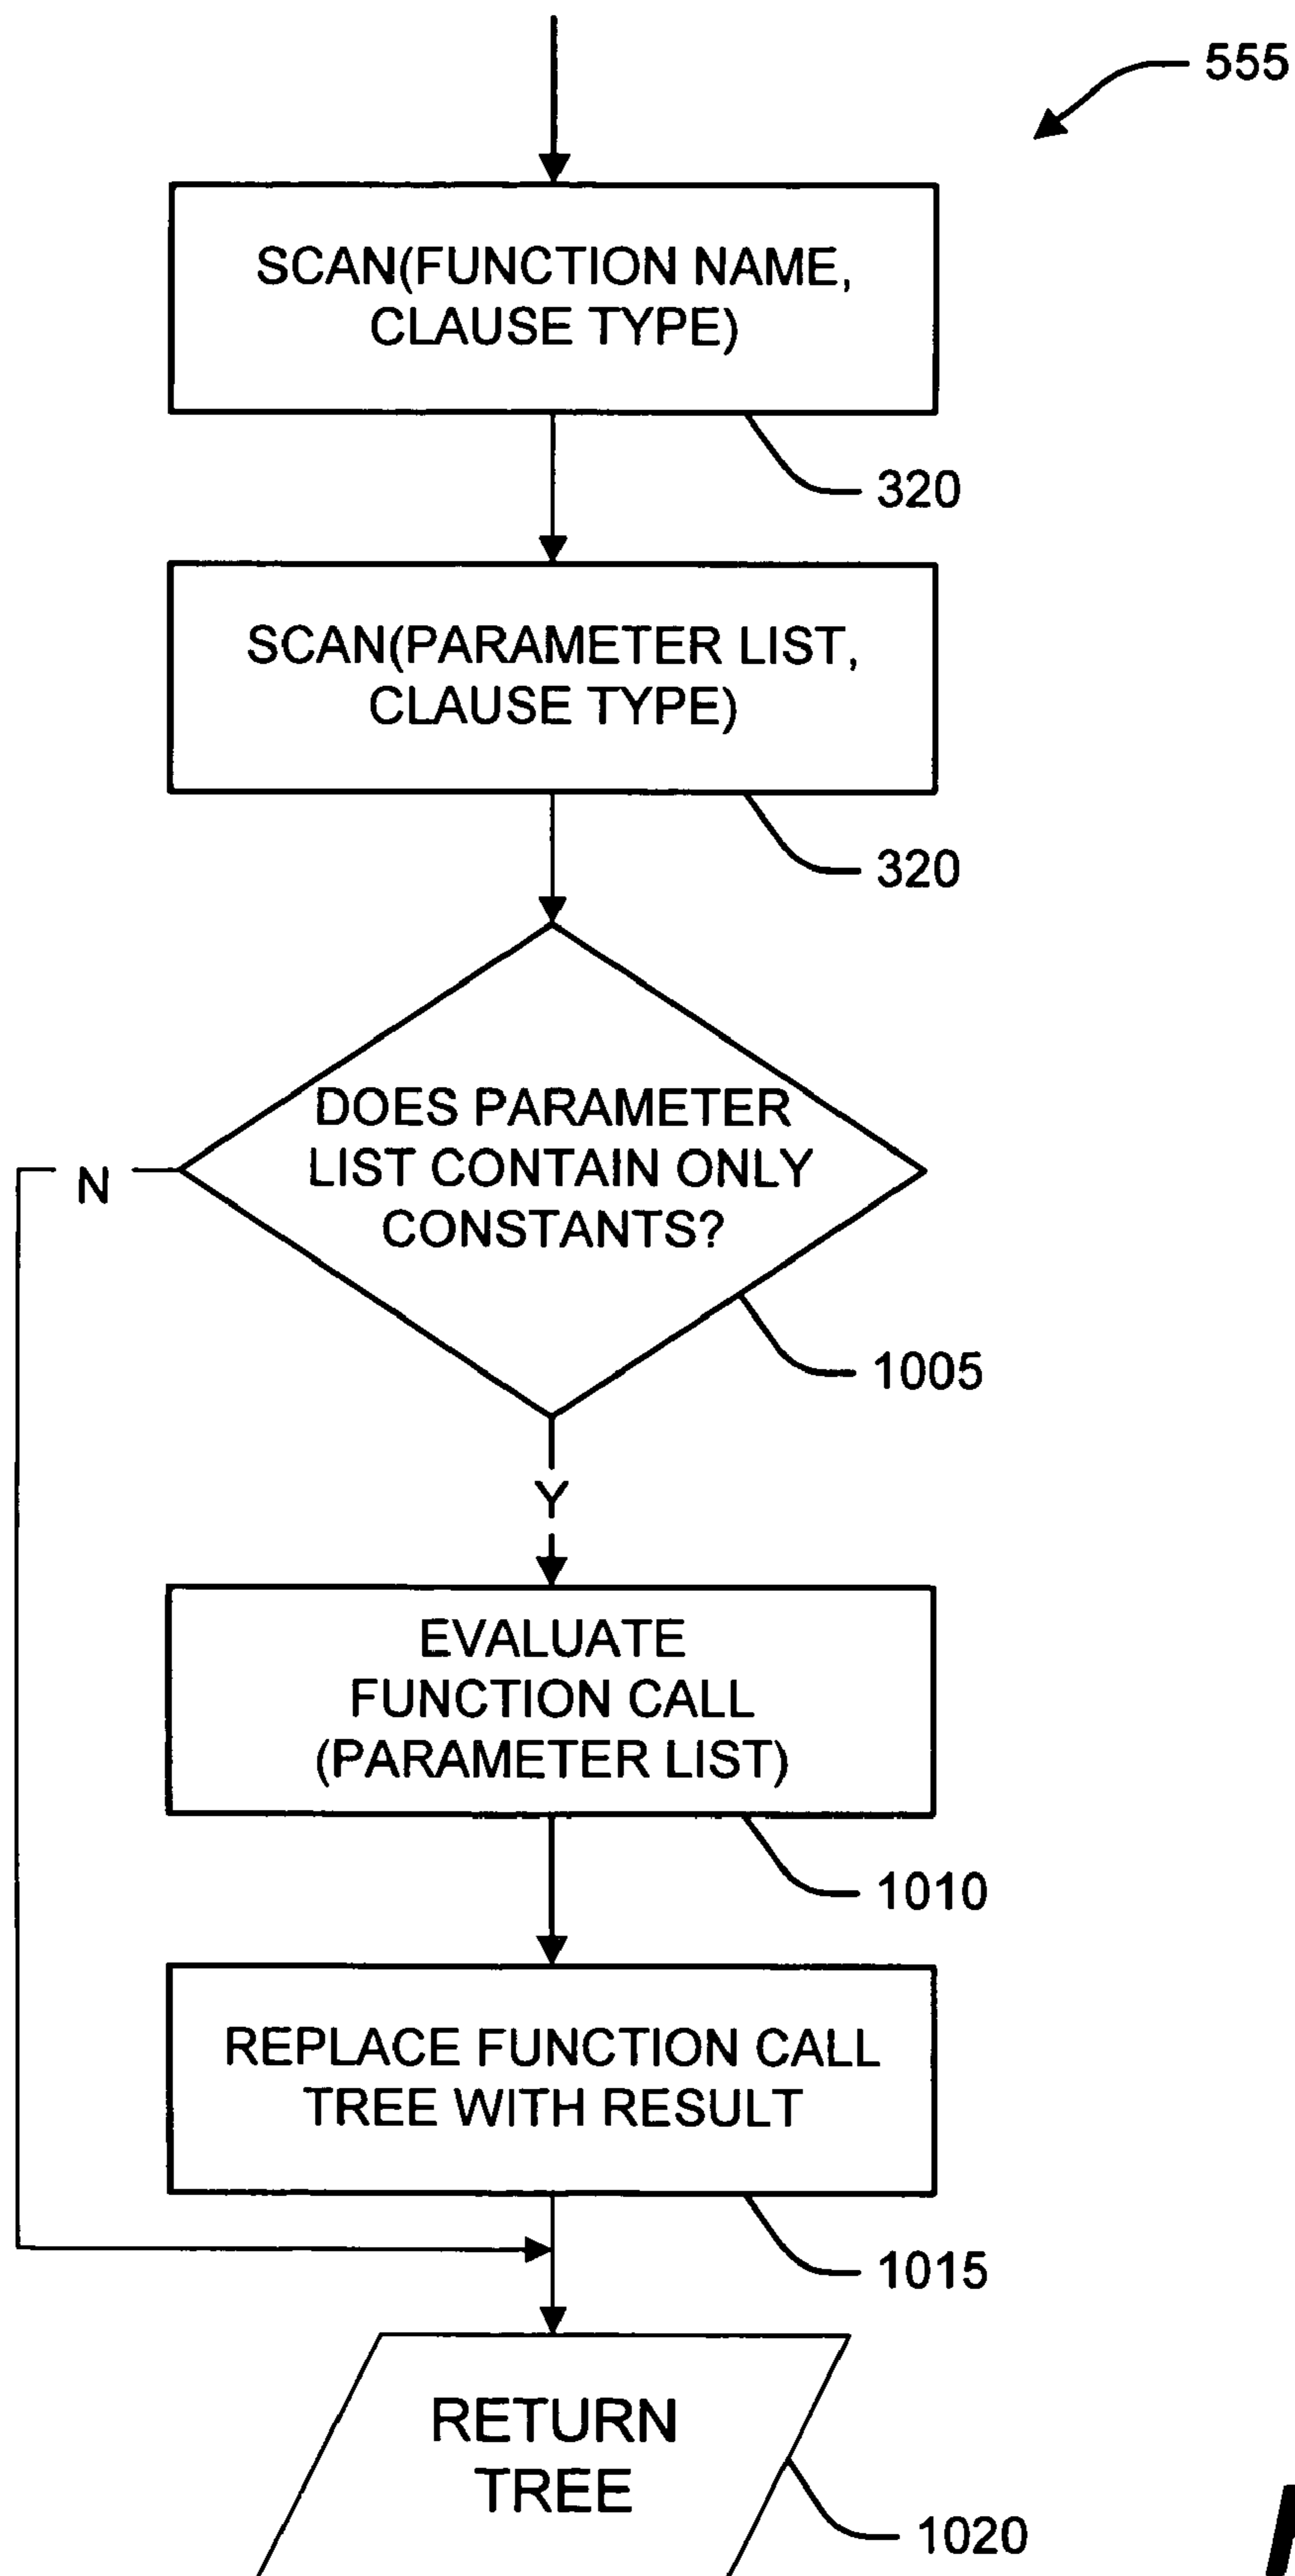 555
SCAN(FUNCTION NAME,
CLAUSE TYPE)
320
SCAN(PARAMETER LIST,
CLAUSE TYPE)
320
DOES PARAMETER
LIST CONTAIN ONLY
CONSTANTS?
N
1005
Y
EVALUATE
FUNCTION CALL
(PARAMETER LIST)
1010
REPLACE FUNCTION CALL
TREE WITH RESULT
1015
RETURN
TREE
1020